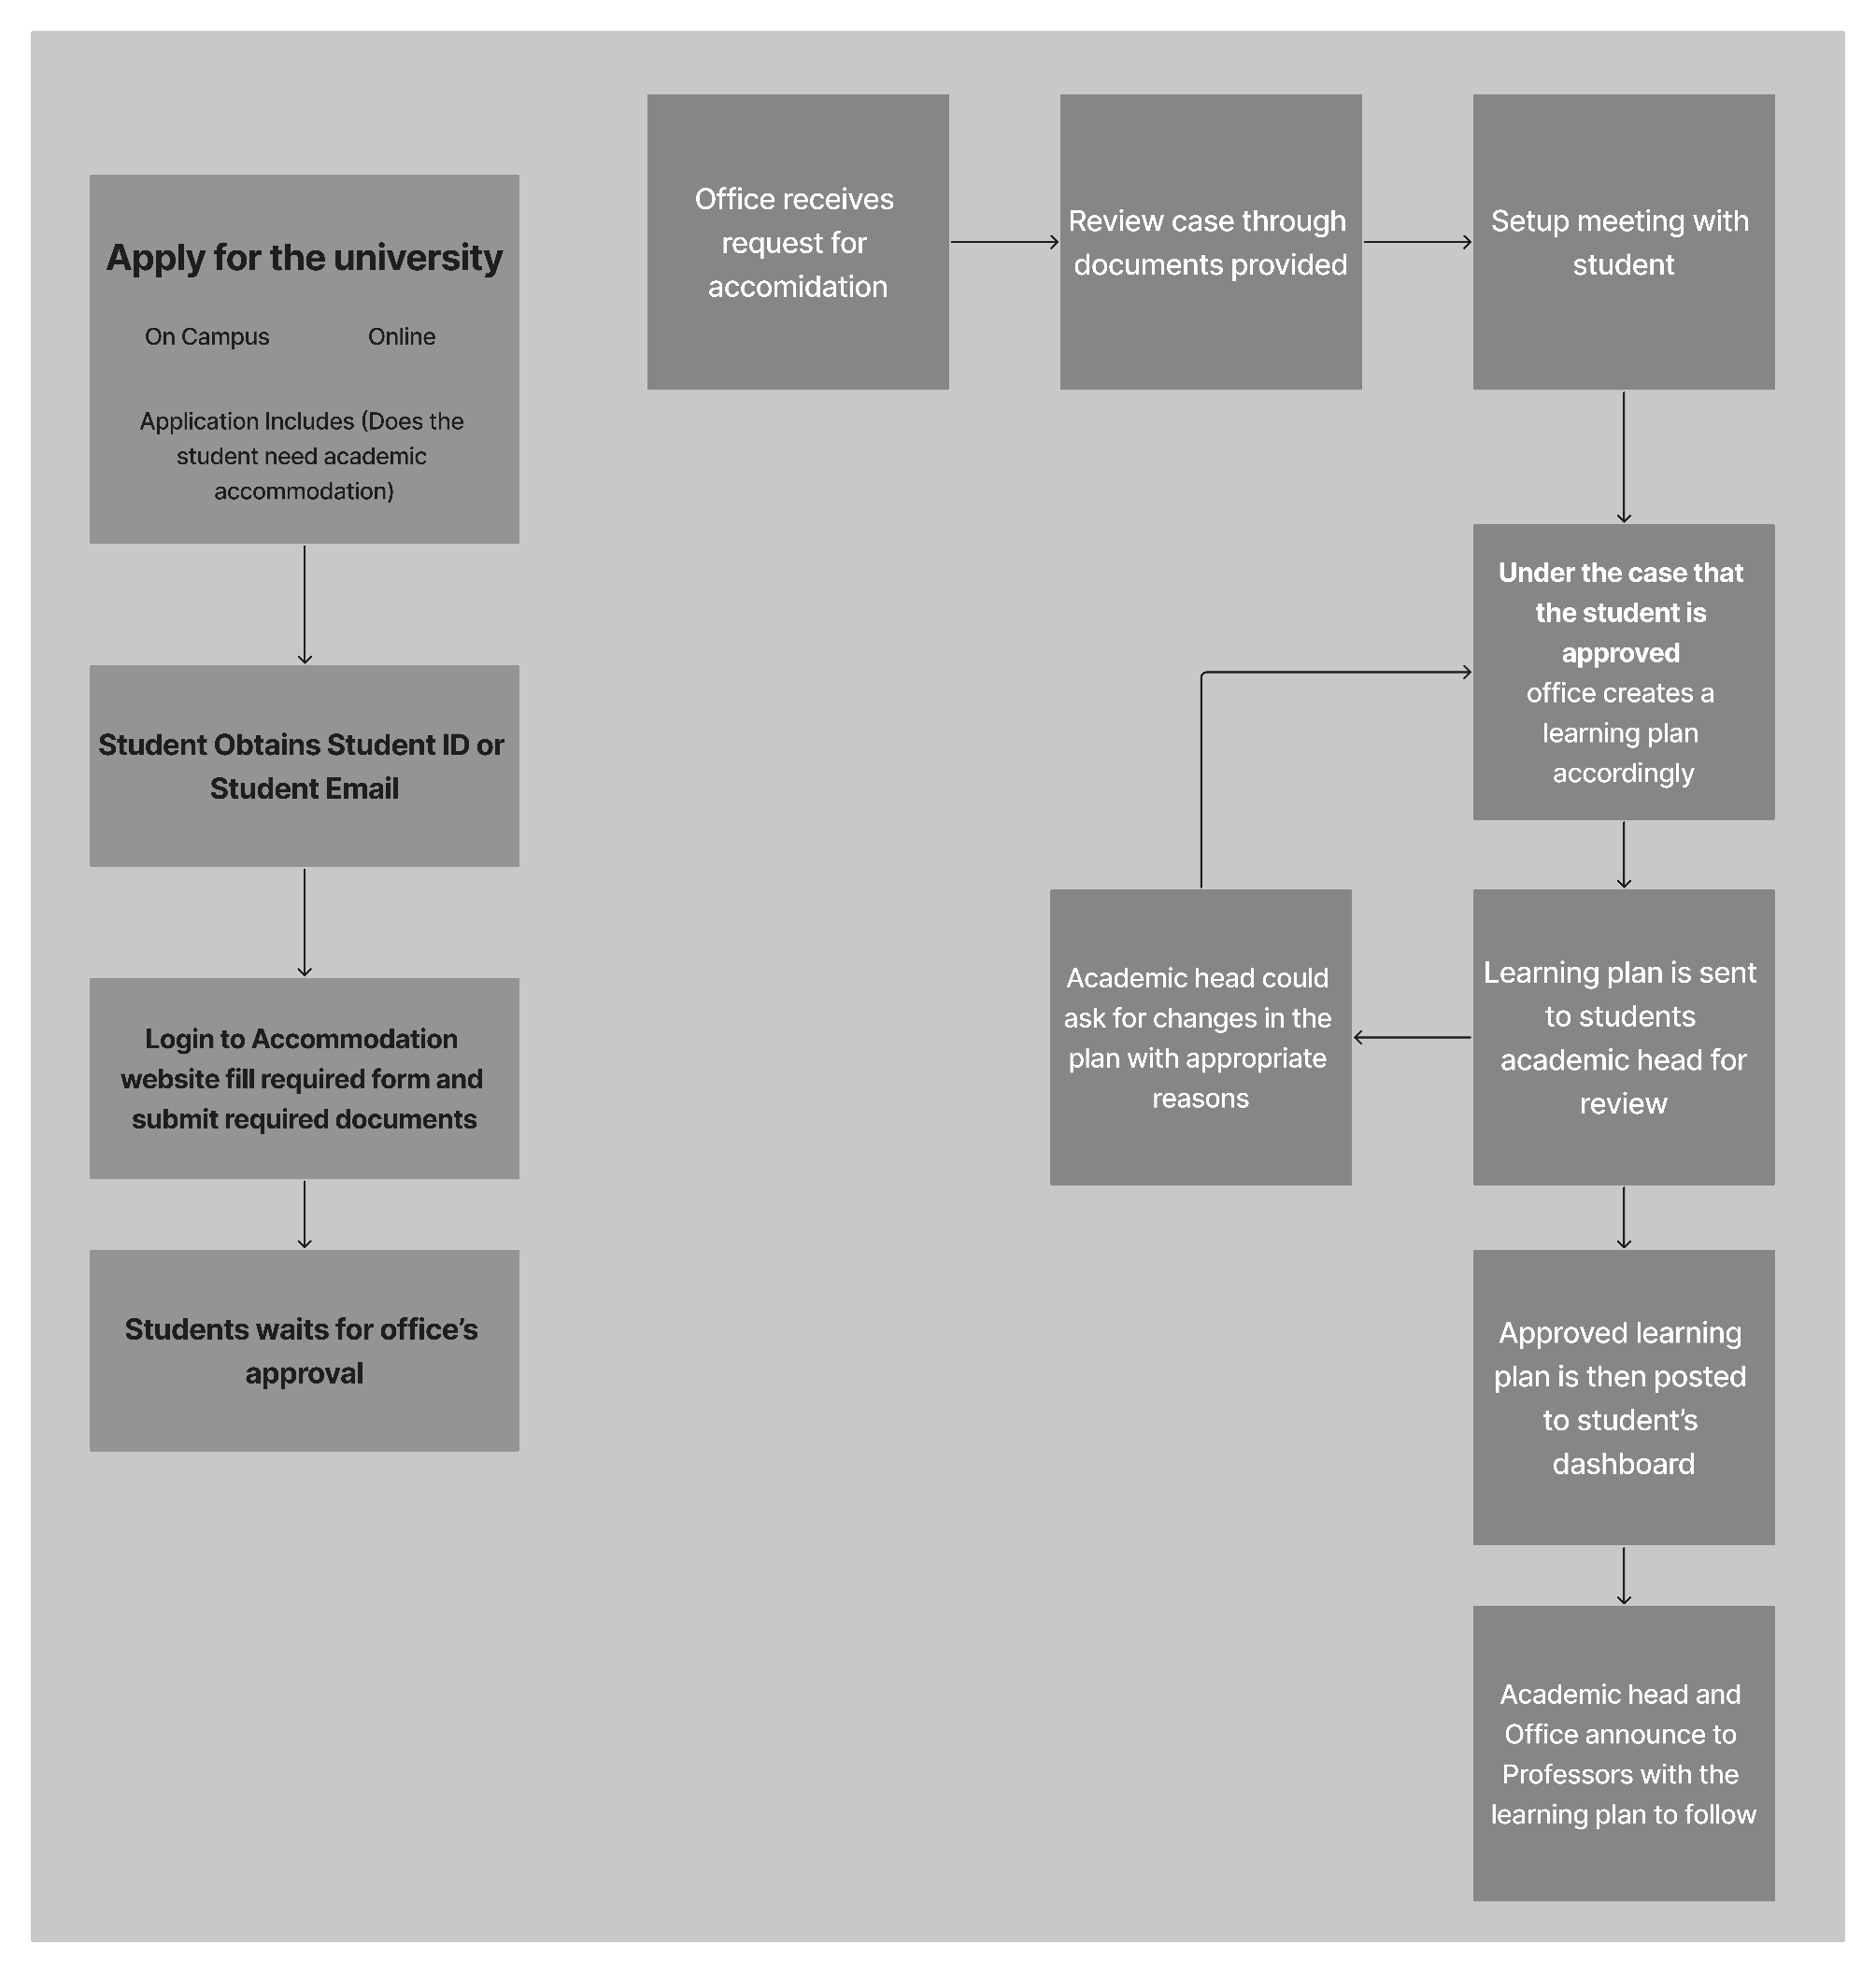 Apply for the university
On Campus
Online
Application Includes (Does the
student need academic
accommodation)
Student Obtains Student ID or
Student Email
Login to Accommodation
website fill required form and
submit required documents
Students waits for office’s
approval
Office receives
request for
accomidation
Review case through
documents provided
Setup meeting with
student
Under the case that
the student is
approved
office creates a
learning plan
accordingly
Learning plan is sent
to students
academic head for
review
Academic head could
ask for changes in the
plan with appropriate
reasons
Approved learning
plan is then posted
to student’s
dashboard
Academic head and
Office announce to
Professors with the
learning plan to follow